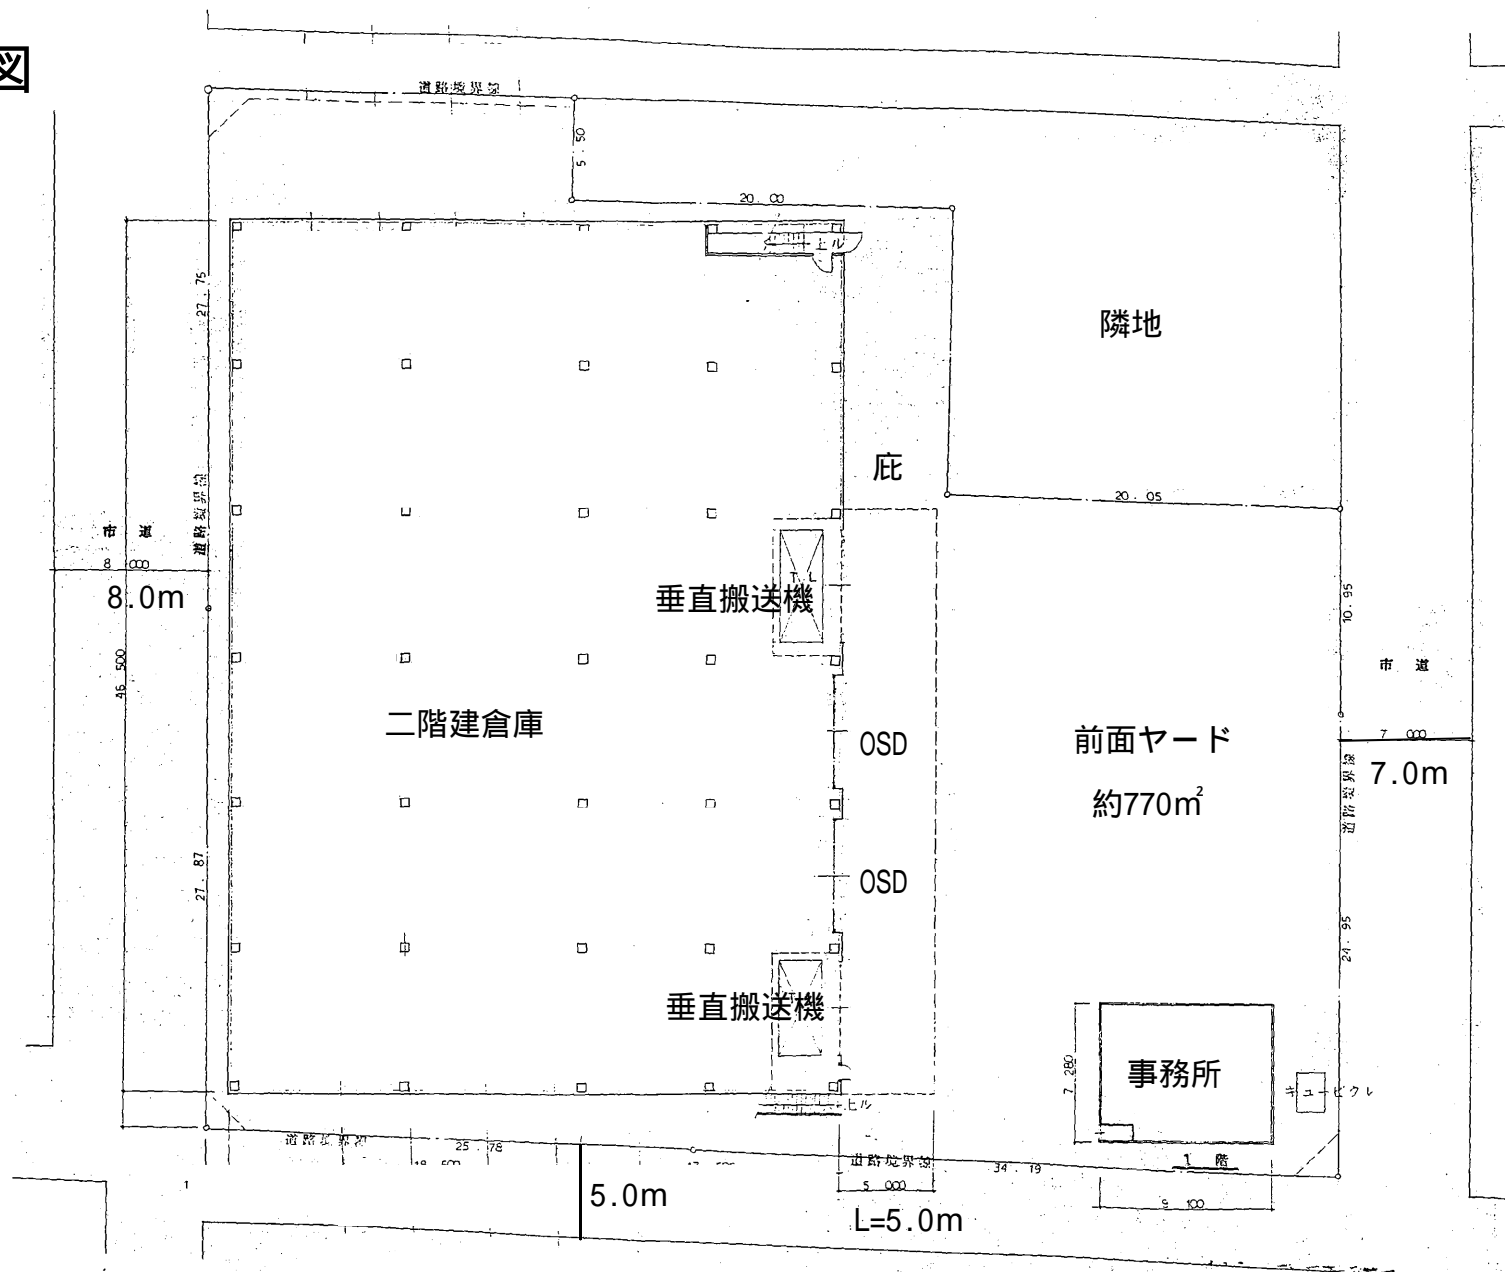 図
道路境界線
5.50
20.00
上ル
27.75
隣地
庇
20.05
道路境界線
市道
8 000
8.0m
T L
垂直搬送機
10.95
46 500
市道
二階建倉庫
OSD
前面ヤード
7 000
7.0m
道路境界線
約770㎡
27.87
OSD
24.95
垂直搬送機
7 280
事務所
キュービクル
上ル
道路境界線
25.78
道路境界線
34.19
1 階
5 000
5.0m
L=5.0m
9 100